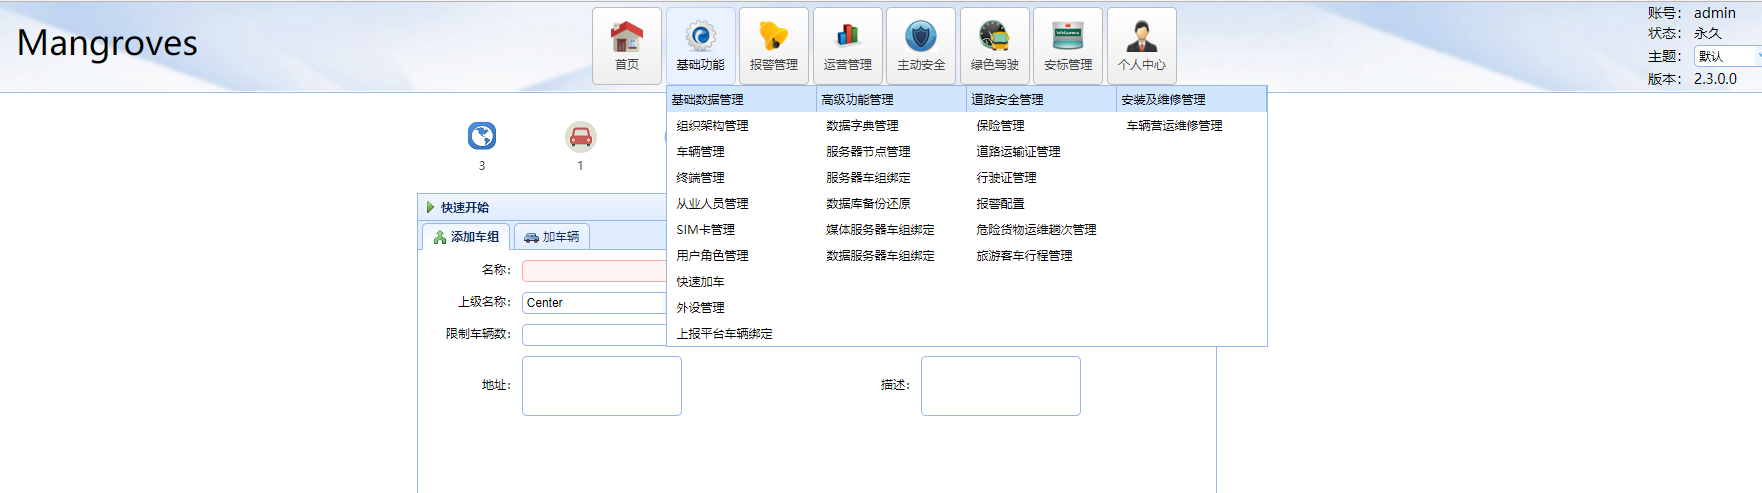 Mangroves
首页 基础功能 报警管理 运营管理 主动安全 绿色驾驶 安标管理 个人中心
账号： admin
状态： 永久
主题： 默认
版本： 2.3.0.0
基础数据管理 高级功能管理 道路安全管理 安装及维修管理
组织架构管理 数据字典管理 保险管理 车辆营运维修管理
车辆管理 服务器节点管理 道路运输证管理
终端管理 服务器车组绑定 行驶证管理
从业人员管理 数据库备份还原 报警配置
SIM卡管理 媒体服务器车组绑定 危险货物运维趟次管理
用户角色管理 数据服务器车组绑定 旅游客车行程管理
快速加车
外设管理
上报平台车辆绑定
3 1
快速开始
添加车组 加车辆
名称：
上级名称： Center
限制车辆数：
地址： 描述：